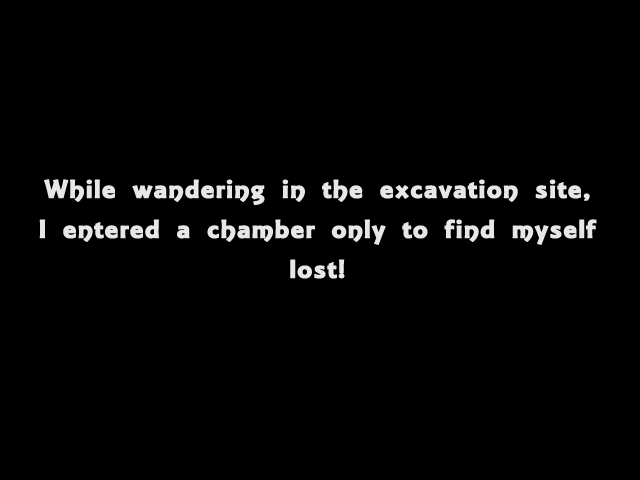 While wandering in the excavation site,
I entered a chamber only to find myself
lost!